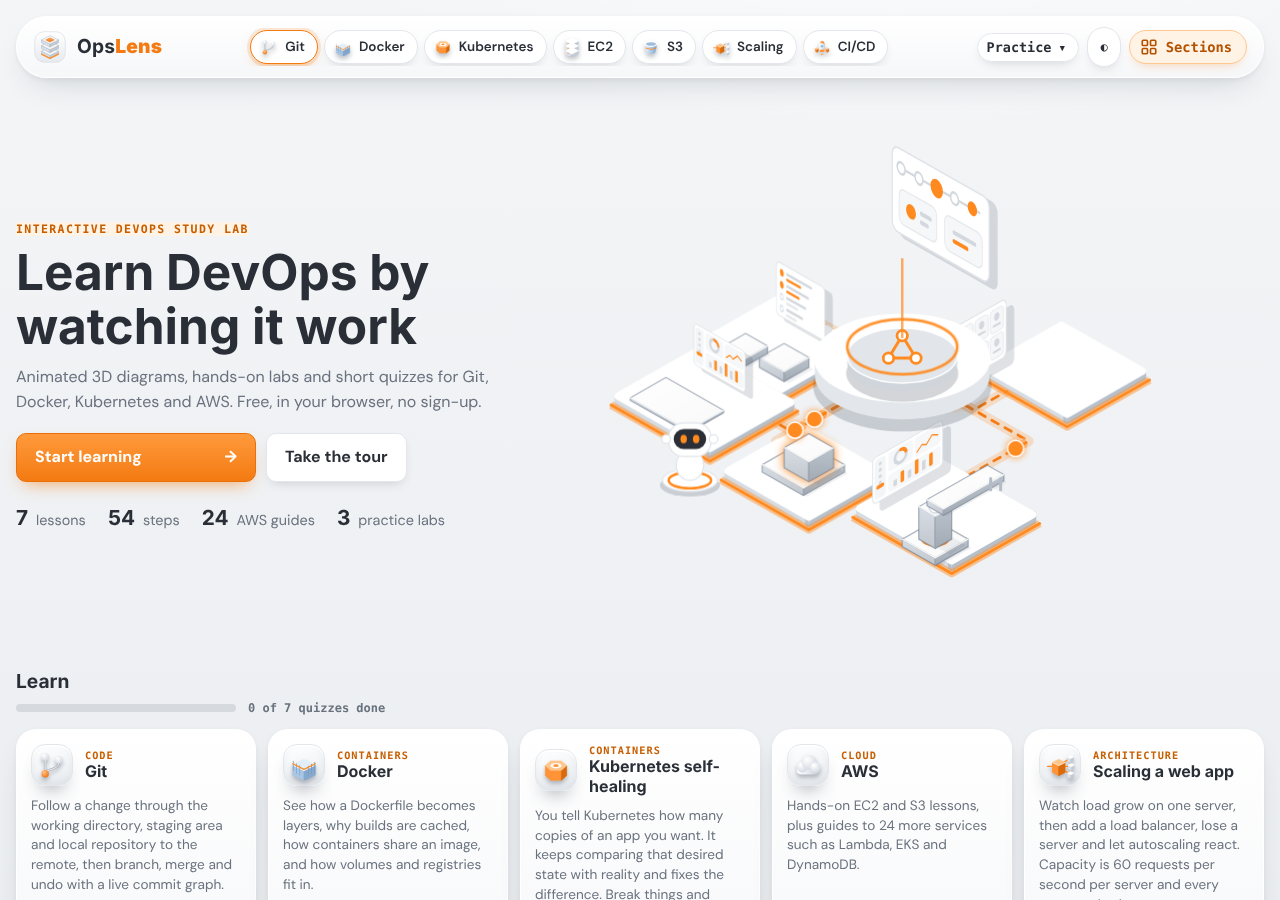 OpsLens
Git
Docker
Kubernetes
EC2
S3
Scaling
CI/CD
Practice ▾
Sections
INTERACTIVE DEVOPS STUDY LAB
Learn DevOps by
watching it work
Animated 3D diagrams, hands-on labs and short quizzes for Git,
Docker, Kubernetes and AWS. Free, in your browser, no sign-up.
Start learning →
Take the tour
7 lessons
54 steps
24 AWS guides
3 practice labs
Learn
0 of 7 quizzes done
CODE
Git
Follow a change through the
working directory, staging area
and local repository to the
remote, then branch, merge and
undo with a live commit graph.
CONTAINERS
Docker
See how a Dockerfile becomes
layers, why builds are cached,
how containers share an image,
and how volumes and registries
fit in.
CONTAINERS
Kubernetes self-
healing
You tell Kubernetes how many
copies of an app you want. It
keeps comparing that desired
state with reality and fixes the
difference. Break things and
CLOUD
AWS
Hands-on EC2 and S3 lessons,
plus guides to 24 more services
such as Lambda, EKS and
DynamoDB.
ARCHITECTURE
Scaling a web app
Watch load grow on one server,
then add a load balancer, lose a
server and let autoscaling react.
Capacity is 60 requests per
second per server and every